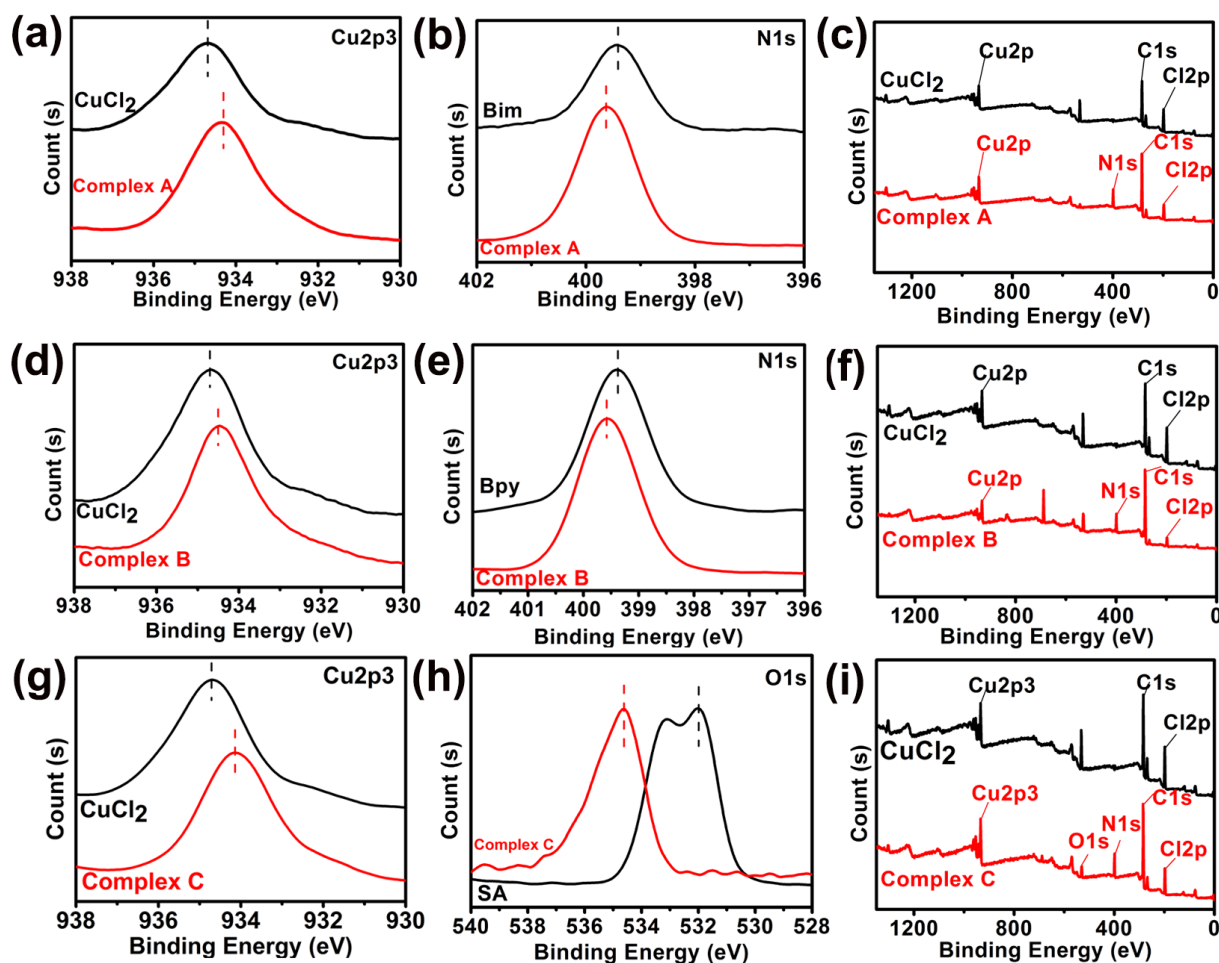 (a)
Cu2p3
CuCl2
Complex A
Count (s)
938 936 934 932 930
Binding Energy (eV)
(b)
N1s
Bim
Complex A
Count (s)
402 400 398 396
Binding Energy (eV)
(c)
Cu2p
C1s
Cl2p
CuCl2
Cu2p
N1s
C1s
Cl2p
Complex A
Count (s)
1200 800 400 0
Binding Energy (eV)
(d)
Cu2p3
CuCl2
Complex B
Count (s)
938 936 934 932 930
Binding Energy (eV)
(e)
N1s
Bpy
Complex B
Count (s)
402 401 400 399 398 397 396
Binding Energy (eV)
(f)
Cu2p
C1s
Cl2p
CuCl2
Cu2p
N1s
C1s
Cl2p
Complex B
Count (s)
1200 800 400 0
Binding Energy (eV)
(g)
Cu2p3
CuCl2
Complex C
Count (s)
938 936 934 932 930
Binding Energy (eV)
(h)
O1s
Complex C
SA
Count (s)
540 538 536 534 532 530 528
Binding Energy (eV)
(i)
Cu2p3
C1s
Cl2p
CuCl2
Cu2p3
O1s
N1s
C1s
Cl2p
Complex C
Count (s)
1200 800 400 0
Binding Energy (eV)